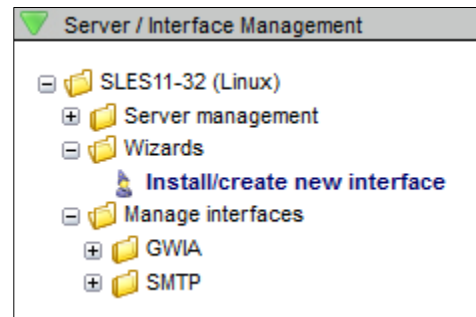 Server / Interface Management
SLES11-32 (Linux)
Server management
Wizards
Install/create new interface
Manage interfaces
GWIA
SMTP